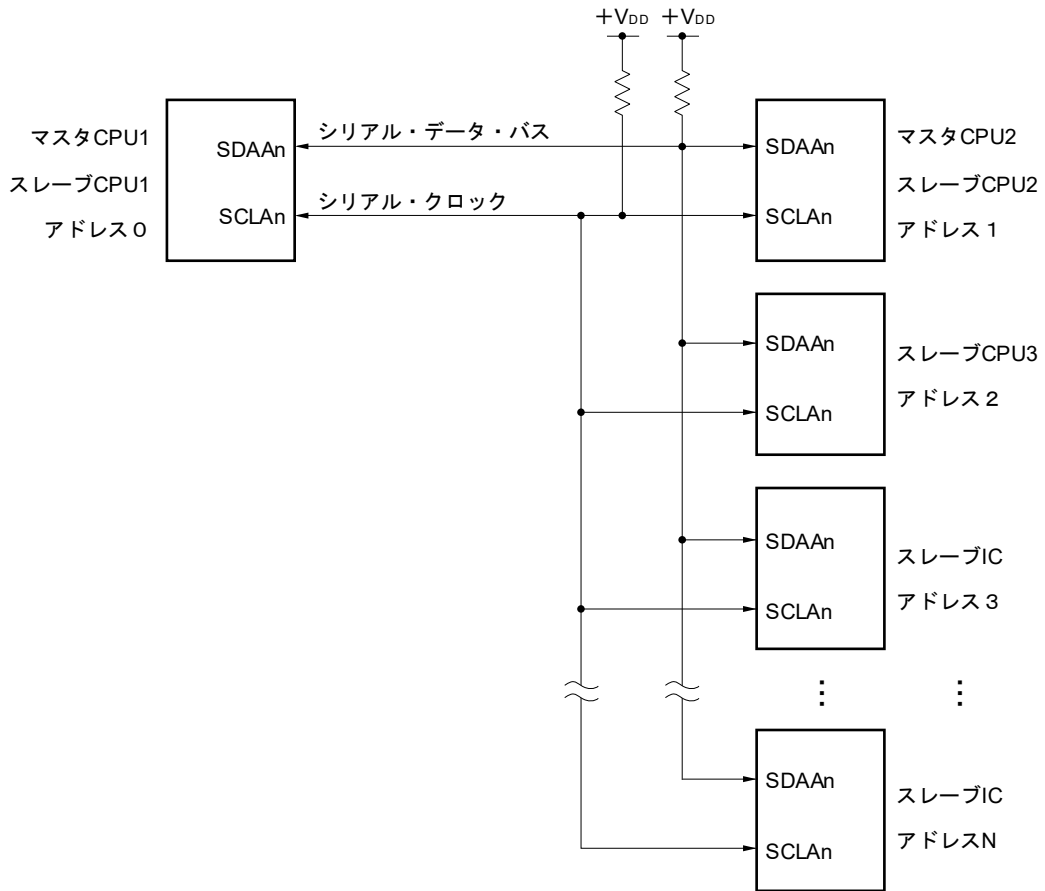 ＋VDD ＋VDD
マスタCPU1
スレーブCPU1
アドレス０
SDAAn
SCLAn
シリアル・データ・バス
シリアル・クロック
SDAAn
SCLAn
マスタCPU2
スレーブCPU2
アドレス１
SDAAn
SCLAn
スレーブCPU3
アドレス２
SDAAn
SCLAn
スレーブIC
アドレス３
SDAAn
SCLAn
スレーブIC
アドレスN